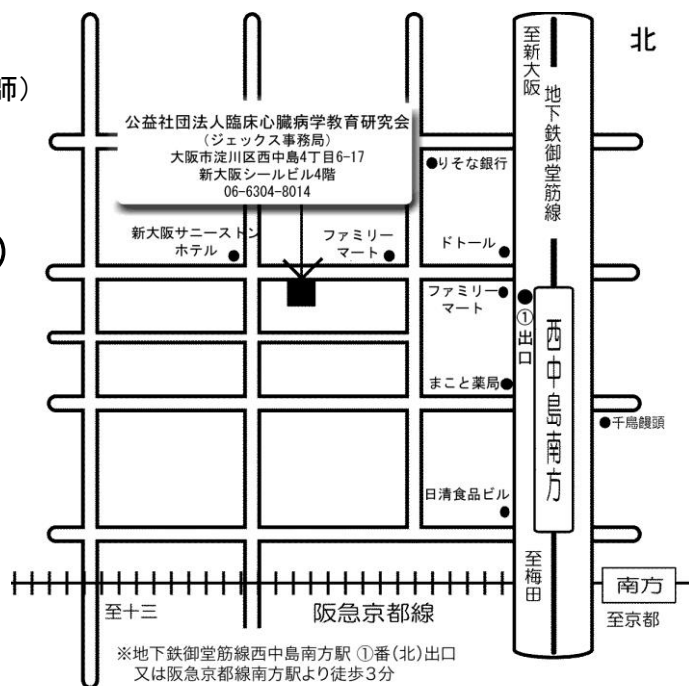 北
師）
）
至新大阪
地下鉄御堂筋線
公益社団法人臨床心臓病学教育研究会
（ジェックス事務局）
大阪市淀川区西中島4丁目6-17
新大阪シールビル4階
06-6304-8014
●りそな銀行
新大阪サニーストン
ホテル
ファミリー
マート
ドトール
ファミリー
マート
①出口
西中島南方
まこと薬局
●千鳥饅頭
日清食品ビル
至梅田
南方
至十三
阪急京都線
至京都
※地下鉄御堂筋線西中島南方駅 ①番(北)出口
又は阪急京都線南方駅より徒歩3分